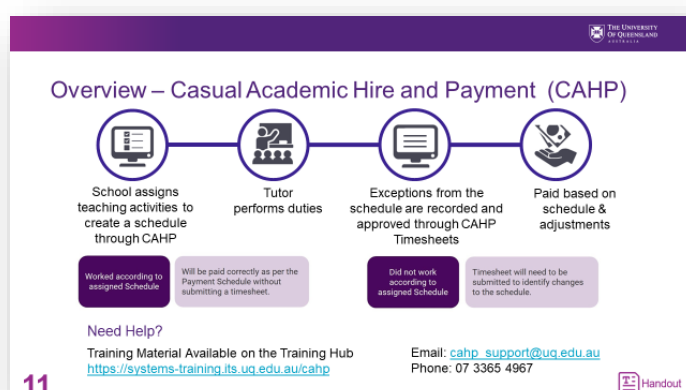 THE UNIVERSITY
OF QUEENSLAND
AUSTRALIA
Overview – Casual Academic Hire and Payment (CAHP)
School assigns
teaching activities to
create a schedule
through CAHP
Tutor
performs duties
Exceptions from the
schedule are recorded and
approved through CAHP
Timesheets
Paid based on
schedule &
adjustments
Worked according to
assigned Schedule
Will be paid correctly as per the
Payment Schedule without
submitting a timesheet.
Did not work
according to
assigned Schedule
Timesheet will need to be
submitted to identify changes
to the schedule.
Need Help?
Training Material Available on the Training Hub
https://systems-training.its.uq.edu.au/cahp
Email: cahp_support@uq.edu.au
Phone: 07 3365 4967
11
Handout